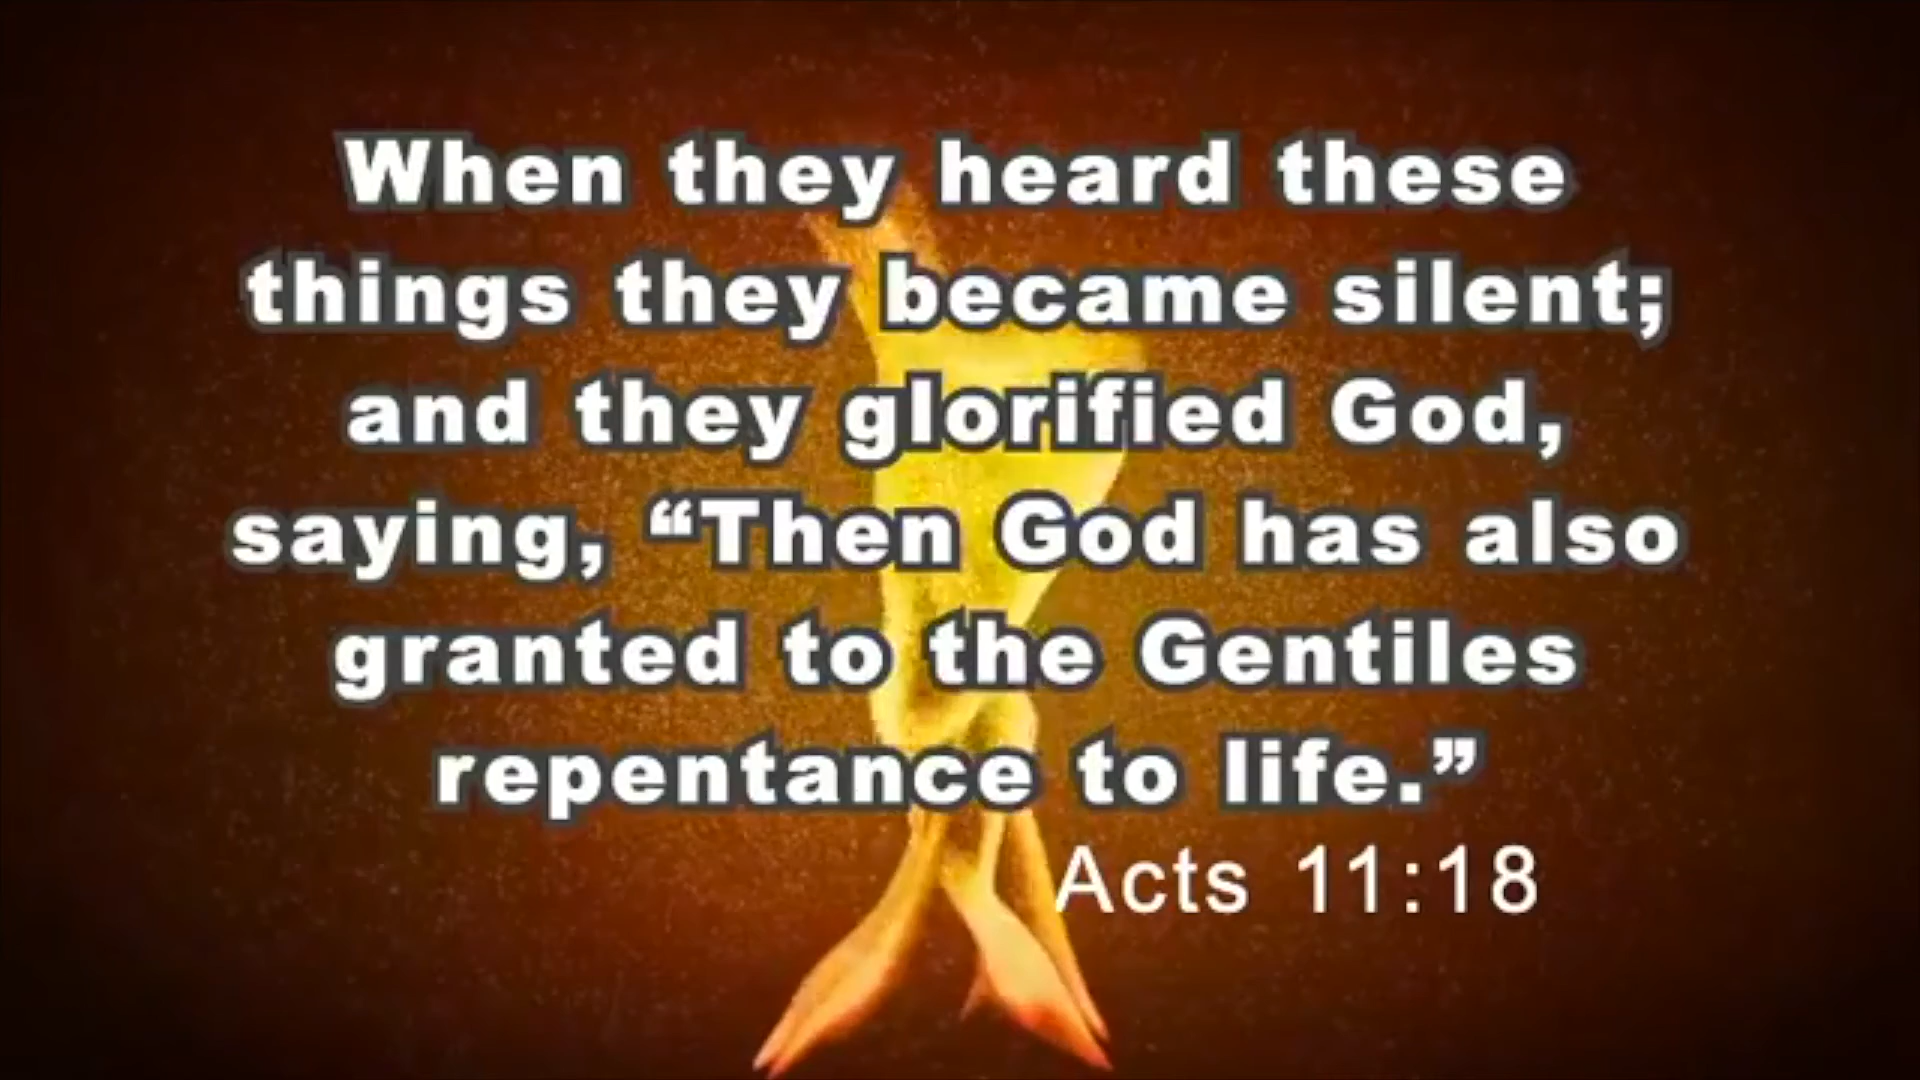 When they heard these
things they became silent;
and they glorified God,
saying, “Then God has also
granted to the Gentiles
repentance to life.”
Acts 11:18